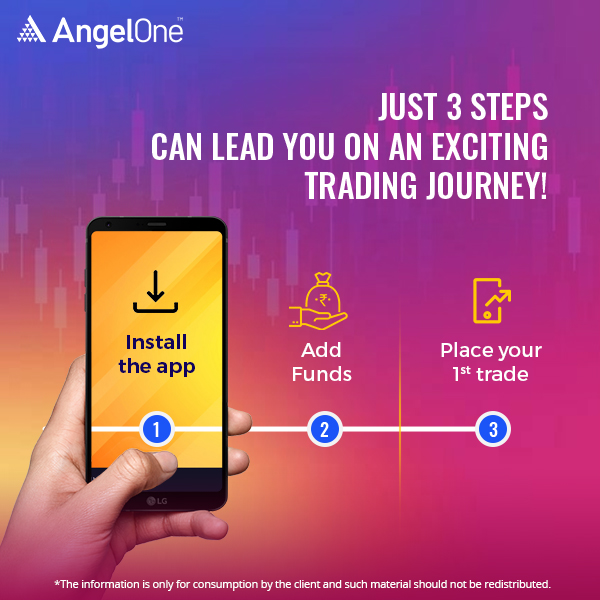 AngelOne™
JUST 3 STEPS
CAN LEAD YOU ON AN EXCITING
TRADING JOURNEY!
Install
the app
Add
Funds
Place your
1st trade
1
2
3
LG
*The information is only for consumption by the client and such material should not be redistributed.